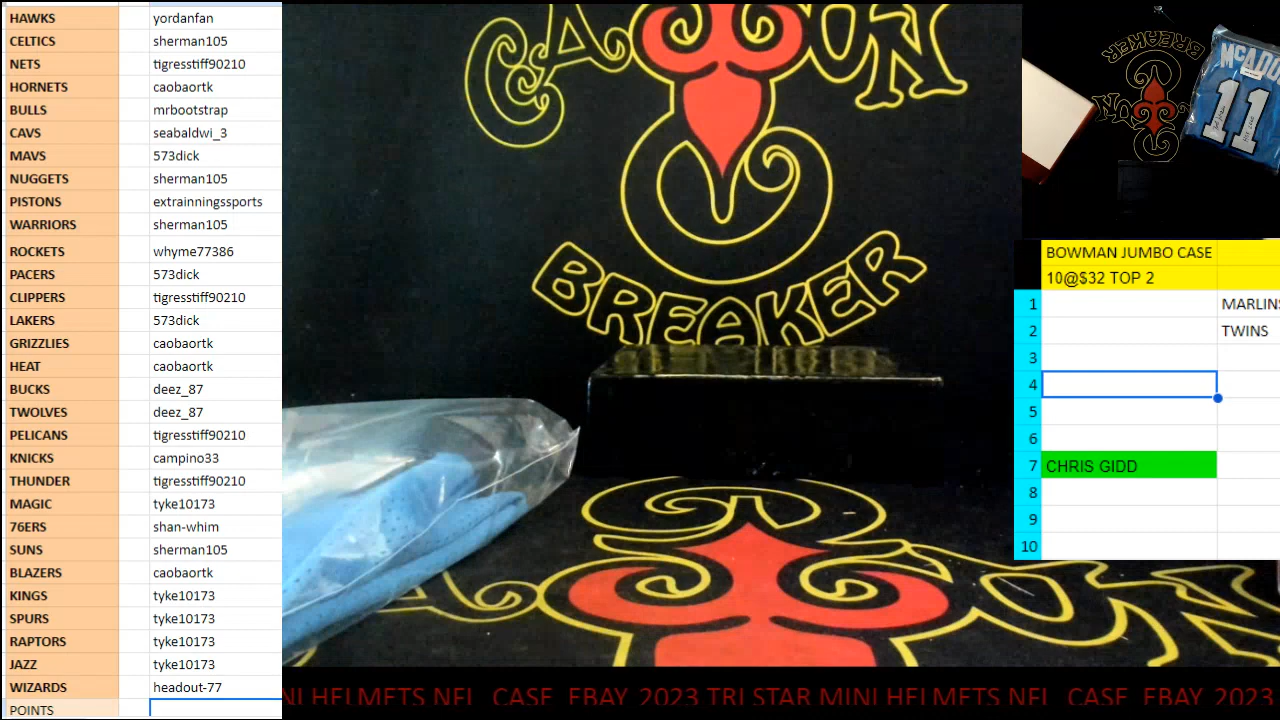 HAWKS yordanfan
CELTICS sherman105
NETS tigresstiff90210
HORNETS caobaortk
BULLS mrbootstrap
CAVS seabaldwi_3
MAVS 573dick
NUGGETS sherman105
PISTONS extrainningssports
WARRIORS sherman105
ROCKETS whyme77386
PACERS 573dick
CLIPPERS tigresstiff90210
LAKERS 573dick
GRIZZLIES caobaortk
HEAT caobaortk
BUCKS deez_87
TWOLVES deez_87
PELICANS tigresstiff90210
KNICKS campino33
THUNDER tigresstiff90210
MAGIC tyke10173
76ERS shan-whim
SUNS sherman105
BLAZERS caobaortk
KINGS tyke10173
SPURS tyke10173
RAPTORS tyke10173
JAZZ tyke10173
WIZARDS headout-77
POINTS
BREAKER
BREAKER
MCADO
11
BOWMAN JUMBO CASE
10@$32 TOP 2
1 MARLINS
2 TWINS
3
4
5
6
7 CHRIS GIDD
8
9
10
NI HELMETS NFL CASE EBAY 2023 TRI STAR MINI HELMETS NFL CASE EBAY 2023